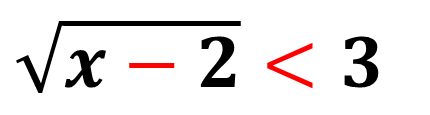 √(x − 2) < 3